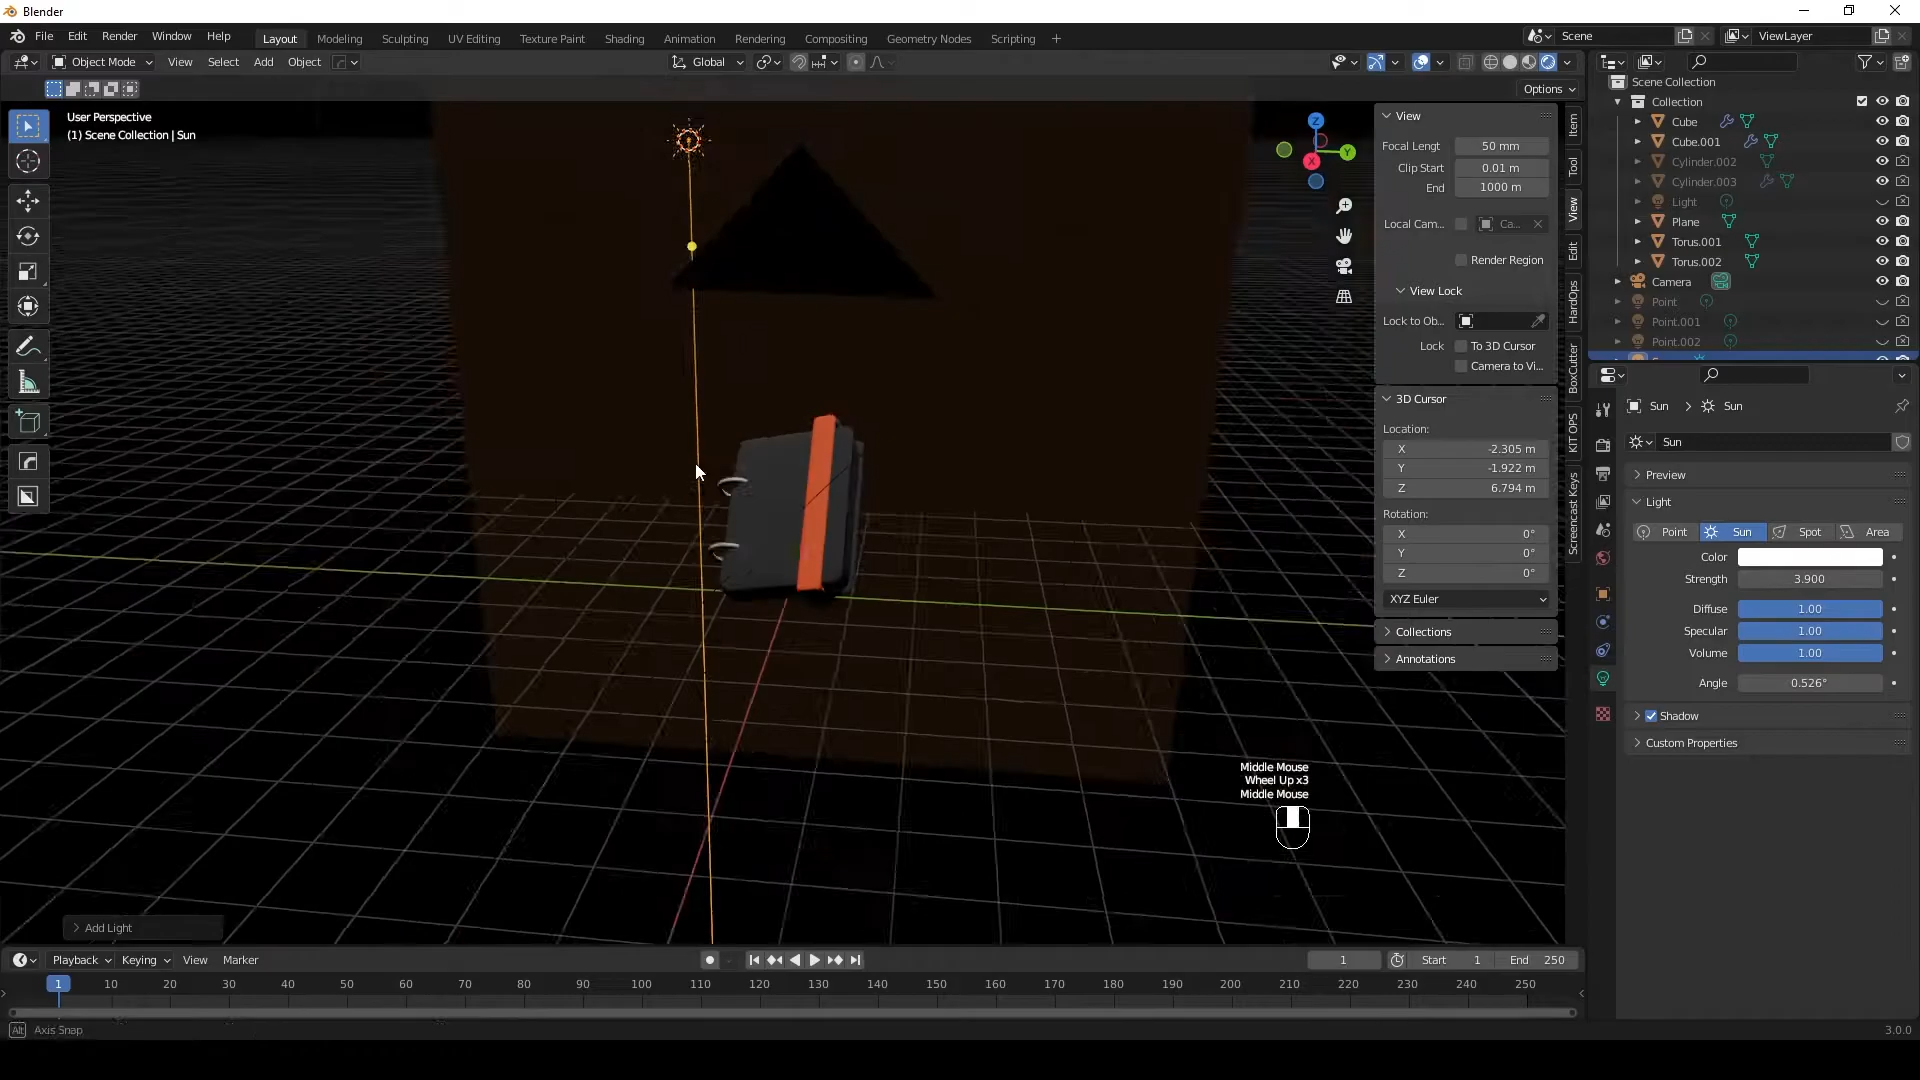 Blender
File Edit Render Window Help
Layout Modeling Sculpting UV Editing Texture Paint Shading Animation Rendering Compositing Geometry Nodes Scripting +
Scene ViewLayer
Object Mode View Select Add Object Global
Options
User Perspective
(1) Scene Collection | Sun
Z
Y
X
View
Focal Lengt 50 mm
Clip Start 0.01 m
End 1000 m
Local Cam... Ca...
Render Region
View Lock
Lock to Ob...
Lock To 3D Cursor
Camera to Vi...
3D Cursor
Location:
X -2.305 m
Y -1.922 m
Z 6.794 m
Rotation:
X 0°
Y 0°
Z 0°
XYZ Euler
Collections
Annotations
Item
Tool
View
Edit
HardOps
BoxCutter
KIT OPS
Screencast Keys
Scene Collection
Collection
Cube
Cube.001
Cylinder.002
Cylinder.003
Light
Plane
Torus.001
Torus.002
Camera
Point
Point.001
Point.002
Sun Sun
Sun
Preview
Light
Point Sun Spot Area
Color
Strength 3.900
Diffuse 1.00
Specular 1.00
Volume 1.00
Angle 0.526°
Shadow
Custom Properties
Middle Mouse
Wheel Up x3
Middle Mouse
Add Light
Playback Keying View Marker 1 Start 1 End 250
1 10 20 30 40 50 60 70 80 90 100 110 120 130 140 150 160 170 180 190 200 210 220 230 240 250
Alt Axis Snap 3.0.0